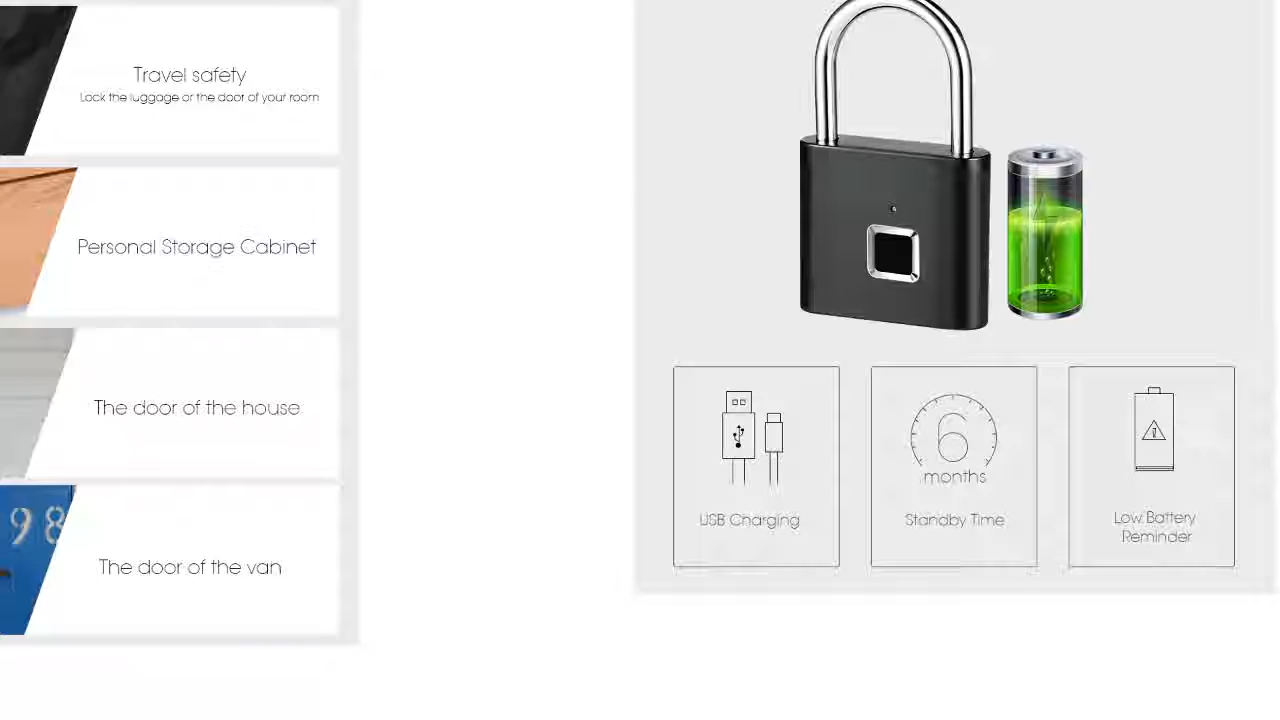 Travel safety
Lock the luggage or the door of your room
Personal Storage Cabinet
The door of the house
98
The door of the van
6
months
USB Charging
Standby Time
Low Battery
Reminder